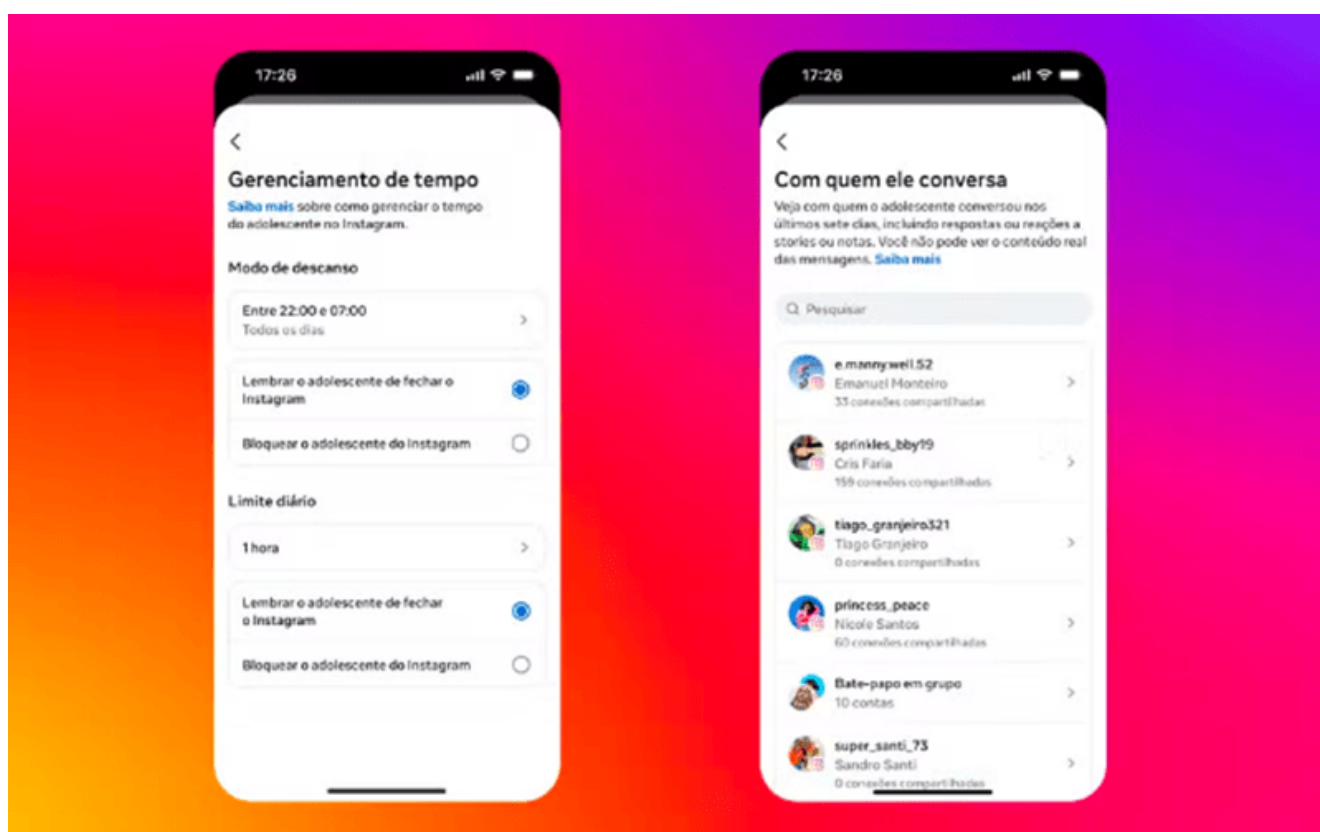 17:26
Gerenciamento de tempo
Saiba mais sobre como gerenciar o tempo
do adolescente no Instagram.
Modo de descanso
Entre 22:00 e 07:00
Todos os dias
Lembrar o adolescente de fechar o
Instagram
Bloquear o adolescente do Instagram
Limite diário
1 hora
Lembrar o adolescente de fechar
o Instagram
Bloquear o adolescente do Instagram
17:26
Com quem ele conversa
Veja com quem o adolescente conversou nos
últimos sete dias, incluindo respostas ou reações a
stories ou notas. Você não pode ver o conteúdo real
das mensagens. Saiba mais
Pesquisar
e.manny.well.52
Emanuel Monteiro
33 conexões compartilhadas
sprinkles_bby19
Cris Faria
159 conexões compartilhadas
tiago_granjeiro321
Tiago Granjeiro
0 conexões compartilhadas
princess_peace
Nicole Santos
60 conexões compartilhadas
Bate-papo em grupo
10 contas
super_santi_73
Sandro Santi
0 conexões compartilhadas